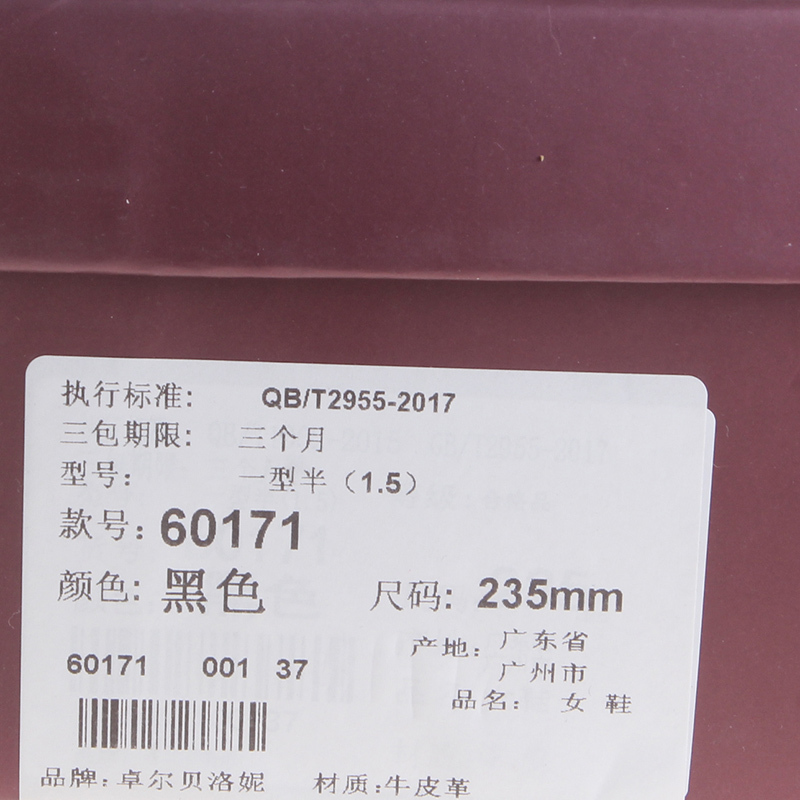 执行标准: QB/T2955-2017
三包期限: 三个月
型号: 一型半（1.5）
款号: 60171
颜色: 黑色 尺码: 235mm
产地: 广东省
广州市
60171 001 37
品名: 女 鞋
品牌: 卓尔贝洛妮 材质: 牛皮革